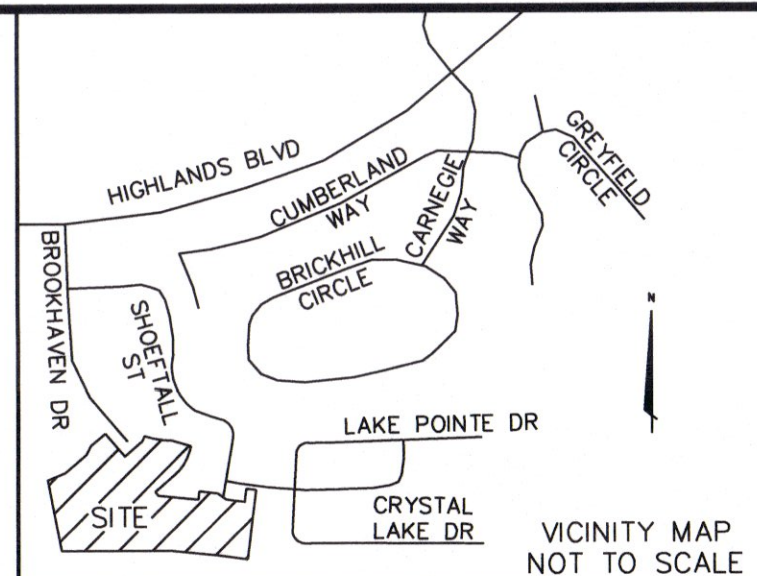 HIGHLANDS BLVD
CUMBERLAND
WAY
GREYFIELD
CIRCLE
CARNEGIE
WAY
BRICKHILL
CIRCLE
BROOKHAVEN DR
SHOEFTALL
ST
N
LAKE POINTE DR
SITE
CRYSTAL
LAKE DR
VICINITY MAP
NOT TO SCALE